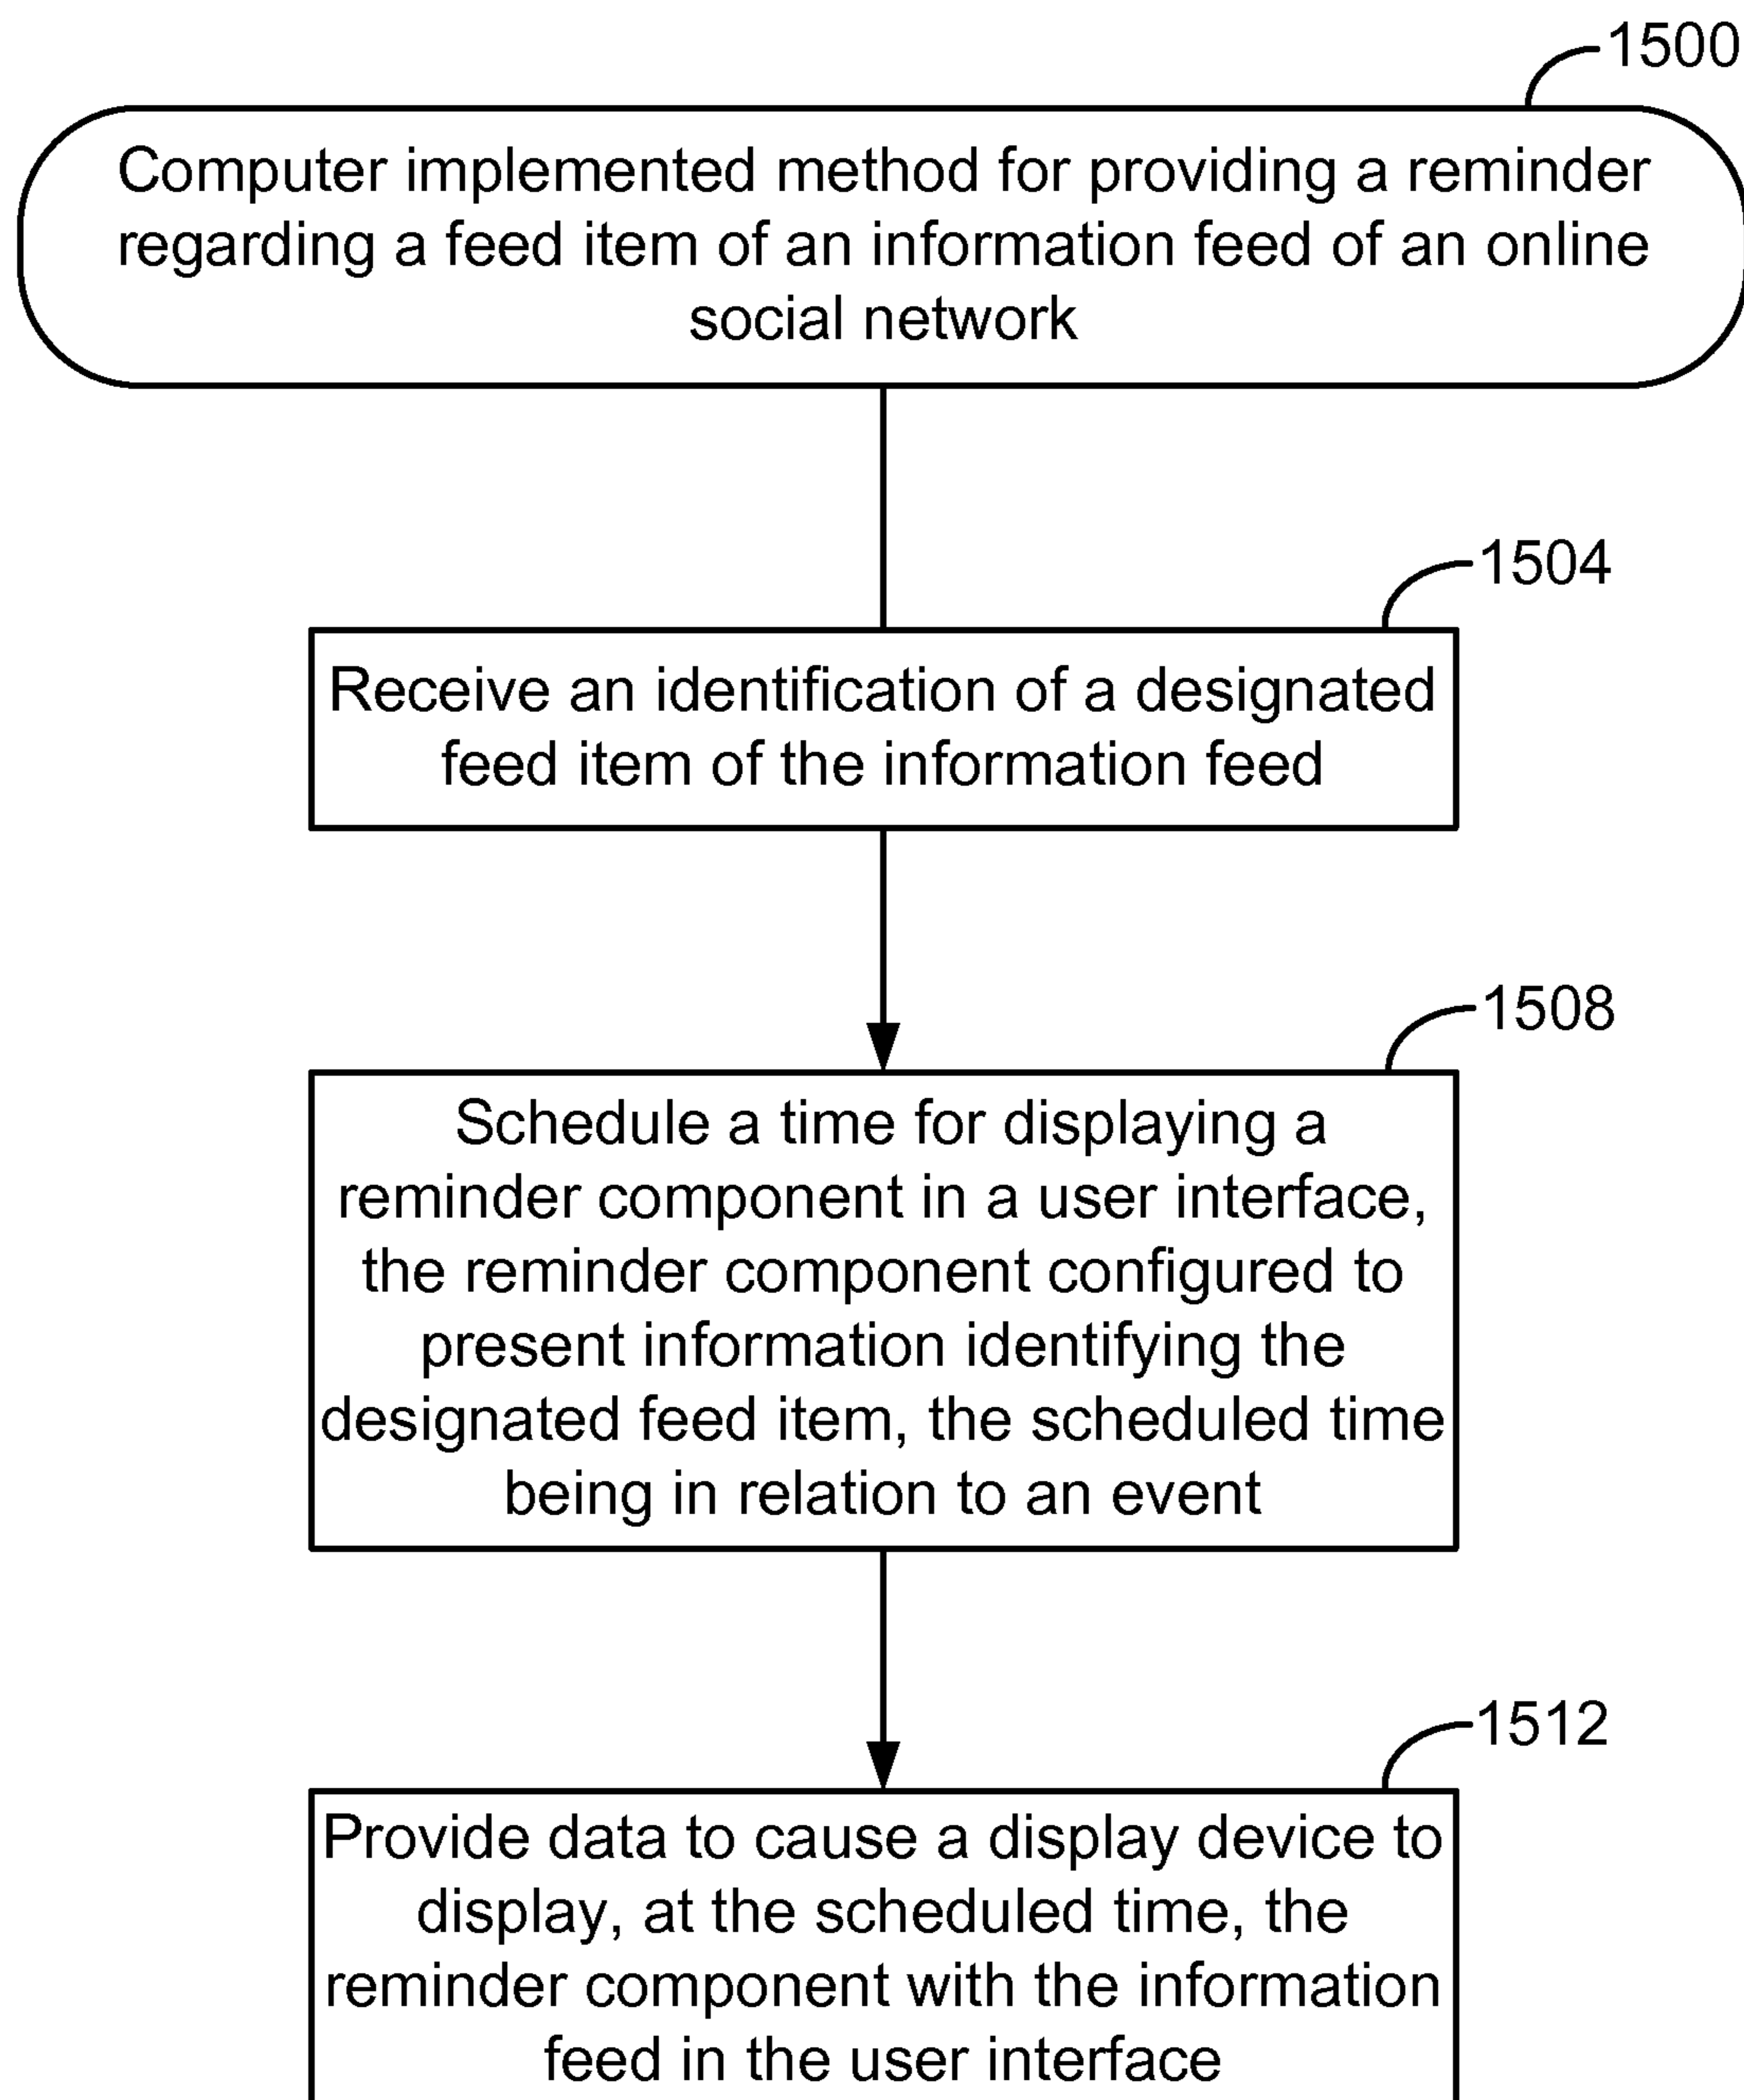 1500
Computer implemented method for providing a reminder
regarding a feed item of an information feed of an online
social network
1504
Receive an identification of a designated
feed item of the information feed
1508
Schedule a time for displaying a
reminder component in a user interface,
the reminder component configured to
present information identifying the
designated feed item, the scheduled time
being in relation to an event
1512
Provide data to cause a display device to
display, at the scheduled time, the
reminder component with the information
feed in the user interface